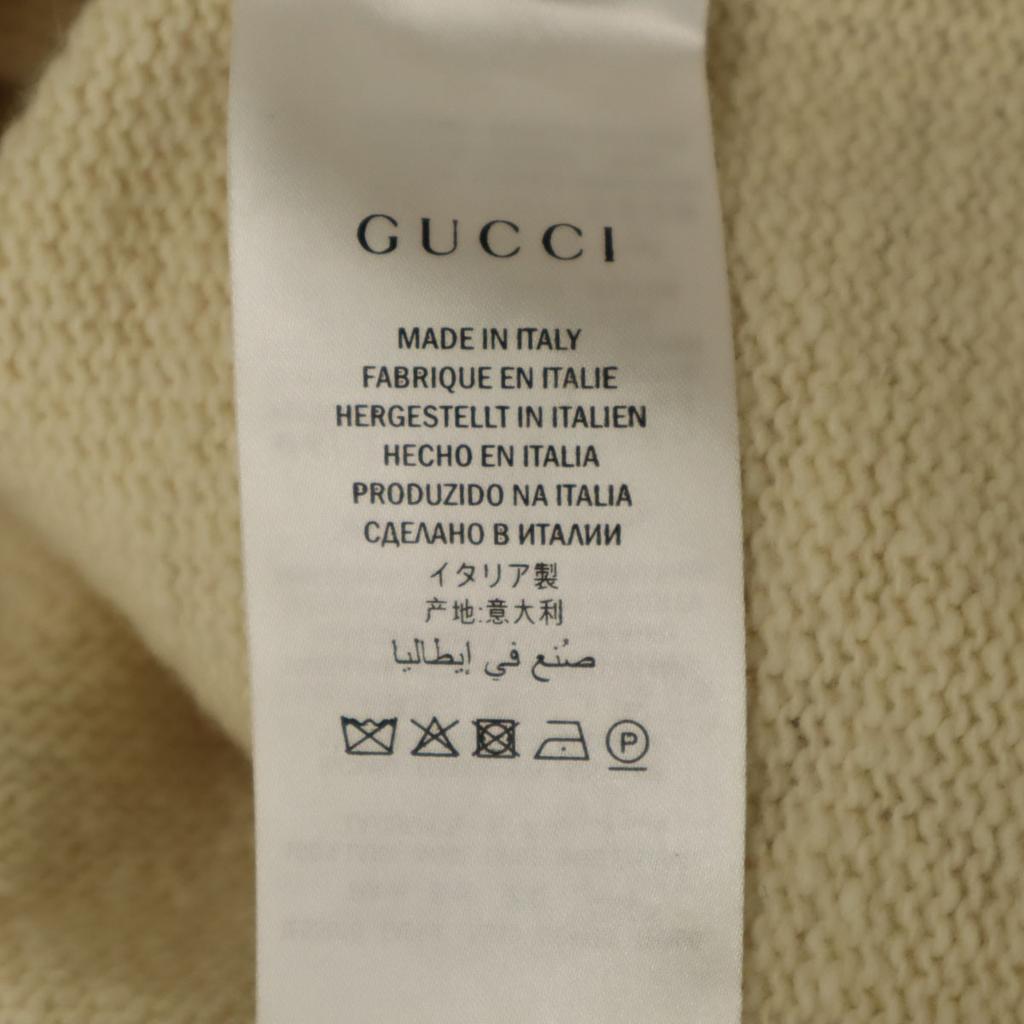 GUCCI
MADE IN ITALY
FABRIQUE EN ITALIE
HERGESTELLT IN ITALIEN
HECHO EN ITALIA
PRODUZIDO NA ITALIA
СДЕЛАНО В ИТАЛИИ
イタリア製
产地:意大利
صُنع في إيطاليا
P